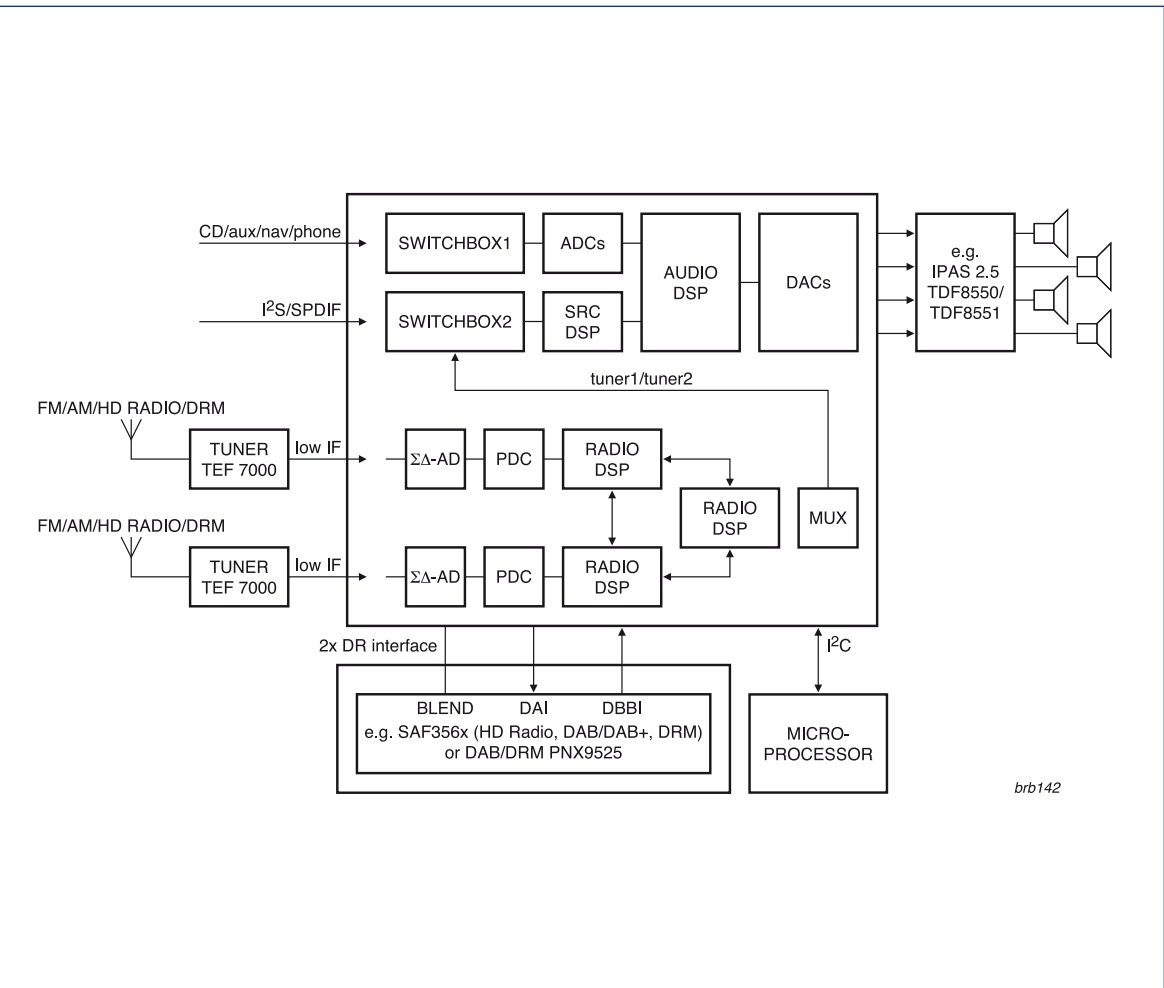 CD/aux/nav/phone
SWITCHBOX1
ADCs
AUDIO
DSP
DACs
e.g.
IPAS 2.5
TDF8550/
TDF8551
I²S/SPDIF
SWITCHBOX2
SRC
DSP
tuner1/tuner2
FM/AM/HD RADIO/DRM
TUNER
TEF 7000
low IF
ΣΔ-AD
PDC
RADIO
DSP
RADIO
DSP
MUX
FM/AM/HD RADIO/DRM
TUNER
TEF 7000
low IF
ΣΔ-AD
PDC
RADIO
DSP
2x DR interface
I²C
BLEND
DAI
DBBI
e.g. SAF356x (HD Radio, DAB/DAB+, DRM)
or DAB/DRM PNX9525
MICRO-
PROCESSOR
brb142